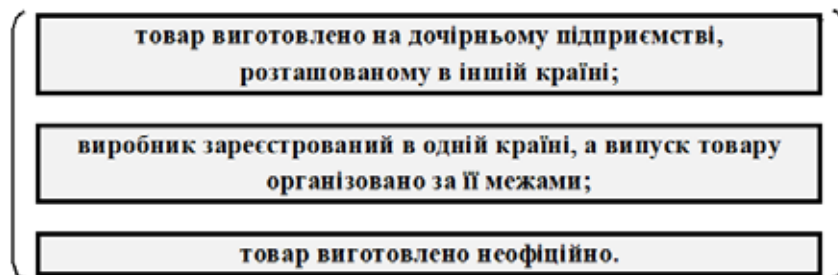 товар виготовлено на дочірньому підприємстві,
розташованому в іншій країні;
виробник зареєстрований в одній країні, а випуск товару
організовано за її межами;
товар виготовлено неофіційно.